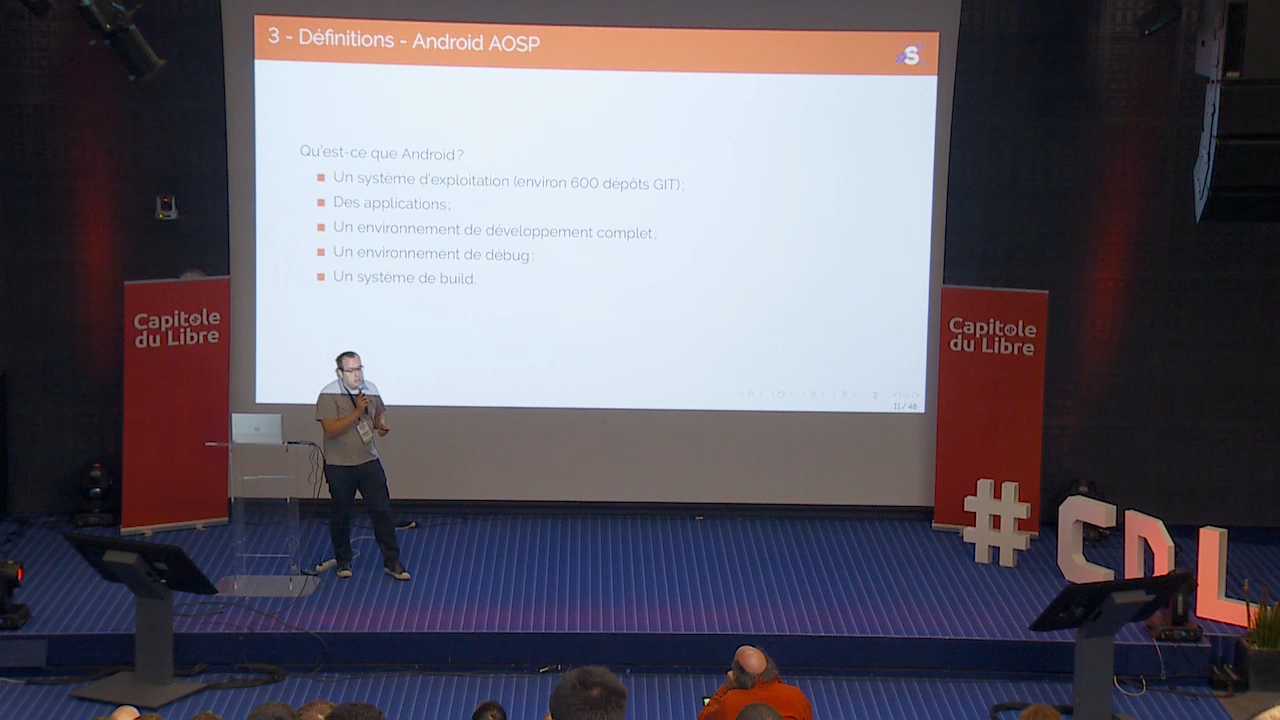 3 - Définitions - Android AOSP
S
Qu'est-ce que Android ?
Un système d'exploitation (environ 600 dépôts GIT) ;
Des applications ;
Un environnement de développement complet ;
Un environnement de débug ;
Un système de build.
11 / 48
Capitole
du Libre
Capitole
du Libre
#CDL